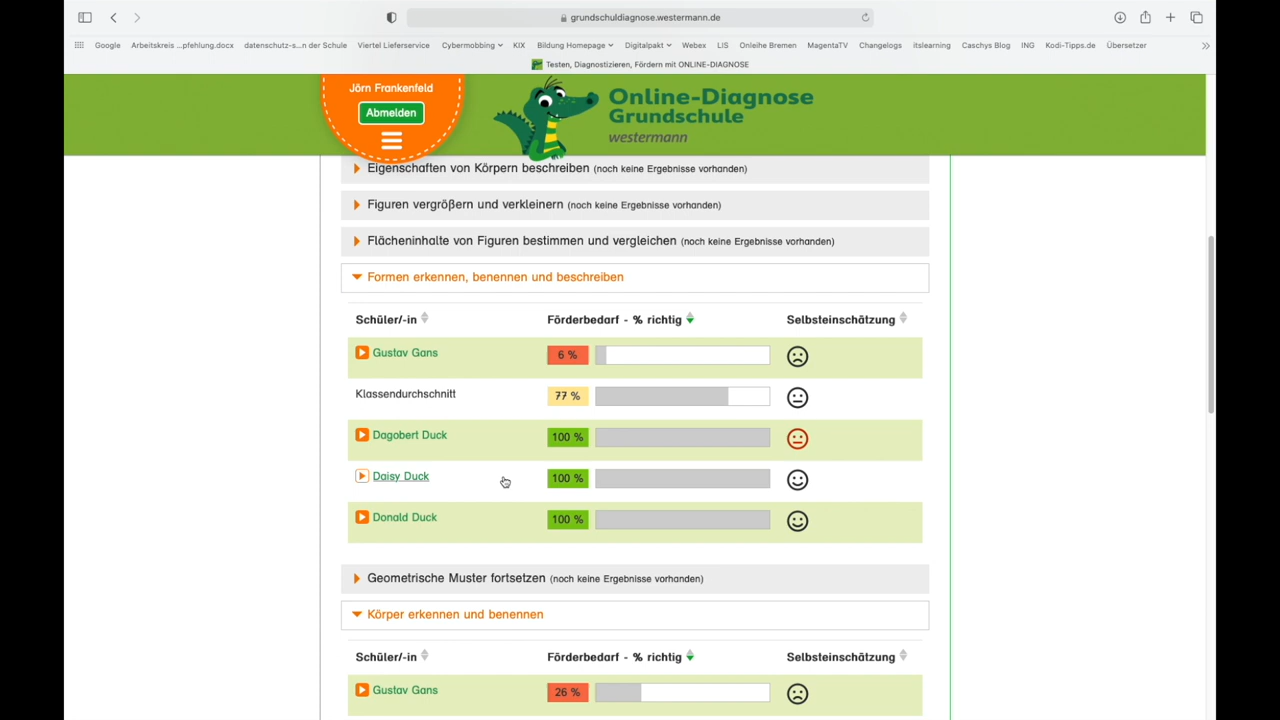 grundschuldiagnose.westermann.de
Google Arbeitskreis ...pfehlung.docx datenschutz-s...n der Schule Viertel Lieferservice Cybermobbing KIX Bildung Homepage Digitalpakt Webex LIS Onleihe Bremen MagentaTV Changelogs itslearning Caschys Blog ING Kodi-Tipps.de Übersetzer
Testen, Diagnostizieren, Fördern mit ONLINE-DIAGNOSE
Jörn Frankenfeld
Abmelden
Online-Diagnose
Grundschule
westermann
Eigenschaften von Körpern beschreiben (noch keine Ergebnisse vorhanden)
Figuren vergrößern und verkleinern (noch keine Ergebnisse vorhanden)
Flächeninhalte von Figuren bestimmen und vergleichen (noch keine Ergebnisse vorhanden)
Formen erkennen, benennen und beschreiben
Schüler/-in Förderbedarf - % richtig Selbsteinschätzung
Gustav Gans 6 %
Klassendurchschnitt 77 %
Dagobert Duck 100 %
Daisy Duck 100 %
Donald Duck 100 %
Geometrische Muster fortsetzen (noch keine Ergebnisse vorhanden)
Körper erkennen und benennen
Schüler/-in Förderbedarf - % richtig Selbsteinschätzung
Gustav Gans 26 %